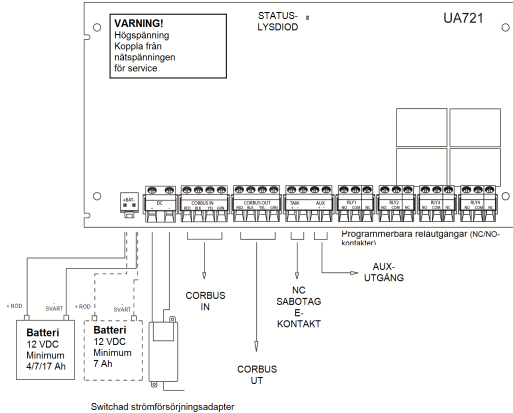 VARNING!
Högspänning
Koppla från
nätspänningen
för service
STATUS-
LYSDIOD
UA721
+BAT-
DC
+ -
CORBUS IN
RED BLK YEL GRN
CORBUS OUT
RED BLK YEL GRN
TAM
AUX
+ -
RLY1
NO COM NC
RLY2
NO COM NC
RLY3
NO COM NC
RLY4
NO COM NC
Programmerbara reläutgångar (NC/NO-
kontakter)
AUX-
UTGÅNG
CORBUS
IN
NC
SABOTAG
E-
KONTAKT
CORBUS
UT
+ RÖD
-
SVART
+ RÖD
-
SVART
Batteri
12 VDC
Minimum
4/7/17 Ah
Batteri
12 VDC
Minimum
7 Ah
Switchad strömförsörjningsadapter